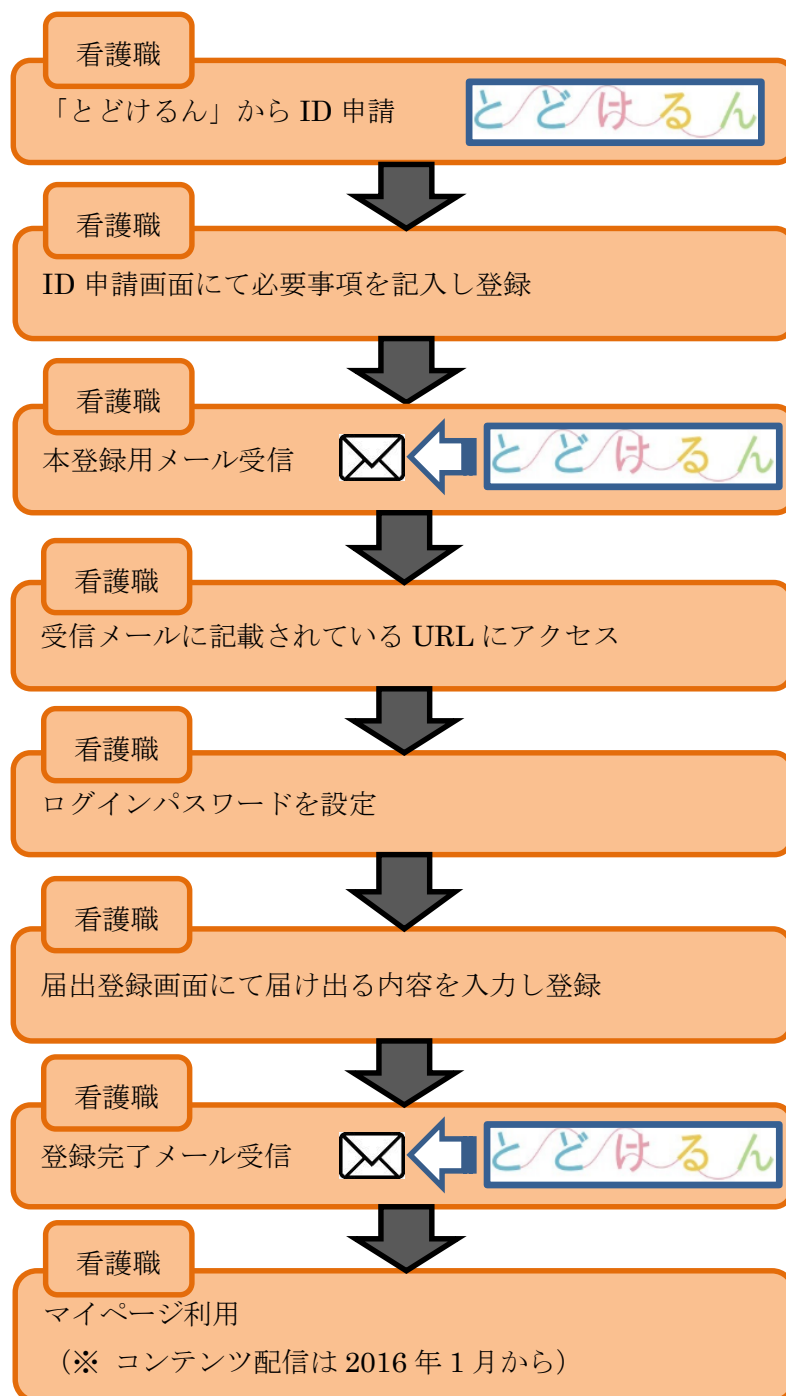 看護職
「とどけるん」から ID 申請
とどけるん
看護職
ID 申請画面にて必要事項を記入し登録
看護職
本登録用メール受信
とどけるん
看護職
受信メールに記載されている URL にアクセス
看護職
ログインパスワードを設定
看護職
届出登録画面にて届け出る内容を入力し登録
看護職
登録完了メール受信
とどけるん
看護職
マイページ利用
（※ コンテンツ配信は 2016 年 1 月から）